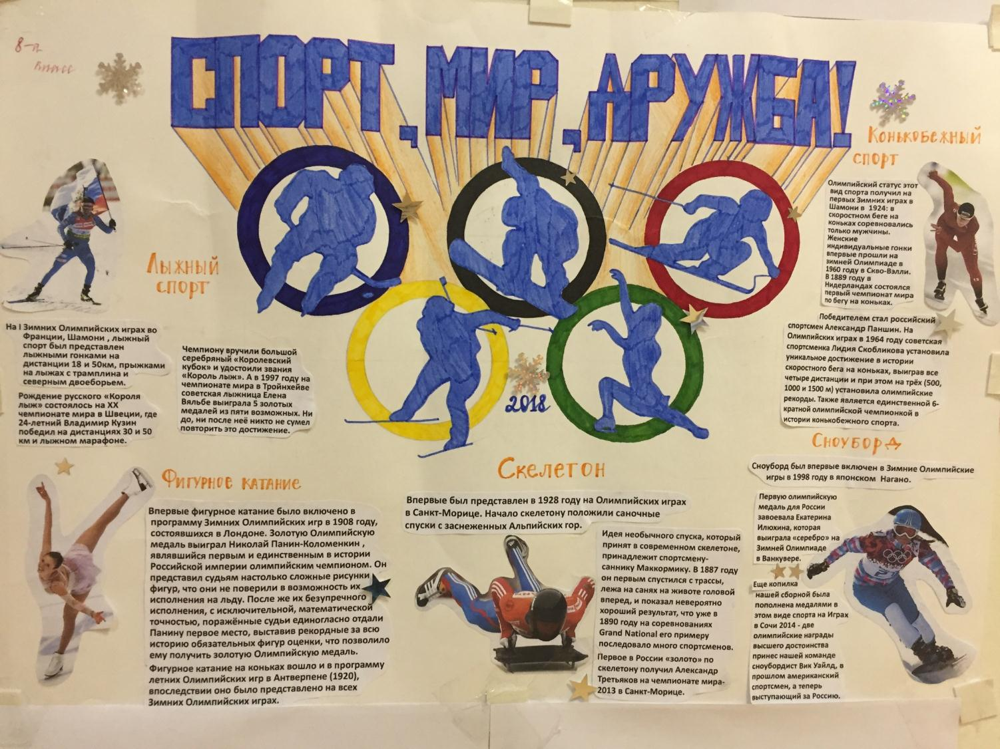 8-л
класс
СПОРТ, МИР, ДРУЖБА!
Конькобежный
спорт
Олимпийский статус этот
вид спорта получил на
первых Зимних играх в
Шамони в 1924: в
скоростном беге на
коньках соревновались
только мужчины.
Женские
индивидуальные гонки
впервые прошли на
зимней Олимпиаде в
1960 году в Скво-Вэлли.
В 1889 году в
Нидерландах состоялся
первый чемпионат мира
по бегу на коньках.
Победителем стал российский
спортсмен Александр Паншин. На
Олимпийских играх в 1964 году советская
спортсменка Лидия Скобликова установила
уникальное достижение в истории
скоростного бега на коньках, выиграв все
четыре дистанции и при этом на трёх (500,
1000 и 1500 м) установила олимпийские
рекорды. Также является единственной 6-
кратной олимпийской чемпионкой в
истории конькобежного спорта.
Лыжный
спорт
На I Зимних Олимпийских играх во
Франции, Шамони , лыжный
спорт был представлен
лыжными гонками на
дистанции 18 и 50км, прыжками
на лыжах с трамплина и
северным двоеборьем.
Рождение русского «Короля
лыж» состоялось на XX
чемпионате мира в Швеции, где
24-летний Владимир Кузин
победил на дистанциях 30 и 50
км и лыжном марафоне.
Чемпиону вручили большой
серебряный «Королевский
кубок» и удостоили звания
«Король лыж». А в 1997 году на
чемпионате мира в Тройнхейве
советская лыжница Елена
Вяльбе выиграла 5 золотых
медалей из пяти возможных. Ни
до, ни после неё никто не сумел
повторить это достижение.
2018
Фигурное катание
Впервые фигурное катание было включено в
программу Зимних Олимпийских игр в 1908 году,
состоявшихся в Лондоне. Золотую Олимпийскую
медаль выиграл Николай Панин-Коломенкин ,
являвшийся первым и единственным в истории
Российской империи олимпийским чемпионом. Он
представил судьям настолько сложные рисунки
фигур, что они не поверили в возможность их
исполнения на льду. После же их безупречного
исполнения, с исключительной, математической
точностью, поражённые судьи единогласно отдали
Панину первое место, выставив рекордные за всю
историю обязательных фигур оценки, что позволило
ему получить золотую Олимпийскую медаль.
Фигурное катание на коньках вошло и в программу
летних Олимпийских игр в Антверпене (1920),
впоследствии оно было представлено на всех
Зимних Олимпийских играх.
Скелетон
Впервые был представлен в 1928 году на Олимпийских играх
в Санкт-Морице. Начало скелетону положили саночные
спуски с заснеженных Альпийских гор.
Идея необычного спуска, который
принят в современном скелетоне,
принадлежит спортсмену-
саннику Маккормику. В 1887 году
он первым спустился с трассы,
лежа на санях на животе головой
вперед, и показал невероятно
хороший результат, что уже в
1890 году на соревнованиях
Grand National его примеру
последовало много спортсменов.
Первое в России «золото» по
скелетону получил Александр
Третьяков на чемпионате мира-
2013 в Санкт-Морице.
Сноуборд
Сноуборд был впервые включен в Зимние Олимпийские
игры в 1998 году в японском Нагано.
Первую олимпийскую
медаль для России
завоевала Екатерина
Илюхина, которая
выиграла «серебро» на
Зимней Олимпиаде
в Ванкувере.
Еще копилка
нашей сборной была
пополнена медалями в
этом виде спорта на Играх
в Сочи 2014 - две
олимпийские награды
высшего достоинства
принес нашей команде
сноубордист Вик Уайлд, в
прошлом американский
спортсмен, а теперь
выступающий за Россию.